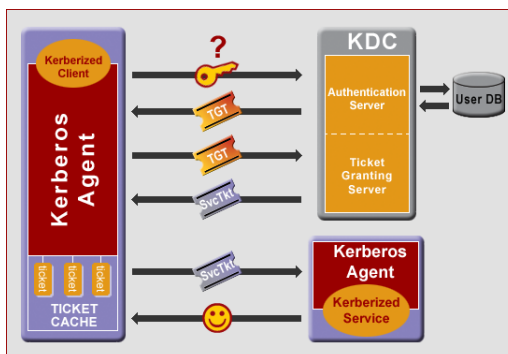 Kerberized
Client
Kerberos
Agent
ticket
ticket
ticket
TICKET
CACHE
?
TGT
TGT
SvcTkt
SvcTkt
KDC
Authentication
Server
Ticket
Granting
Server
User DB
Kerberos
Agent
Kerberized
Service